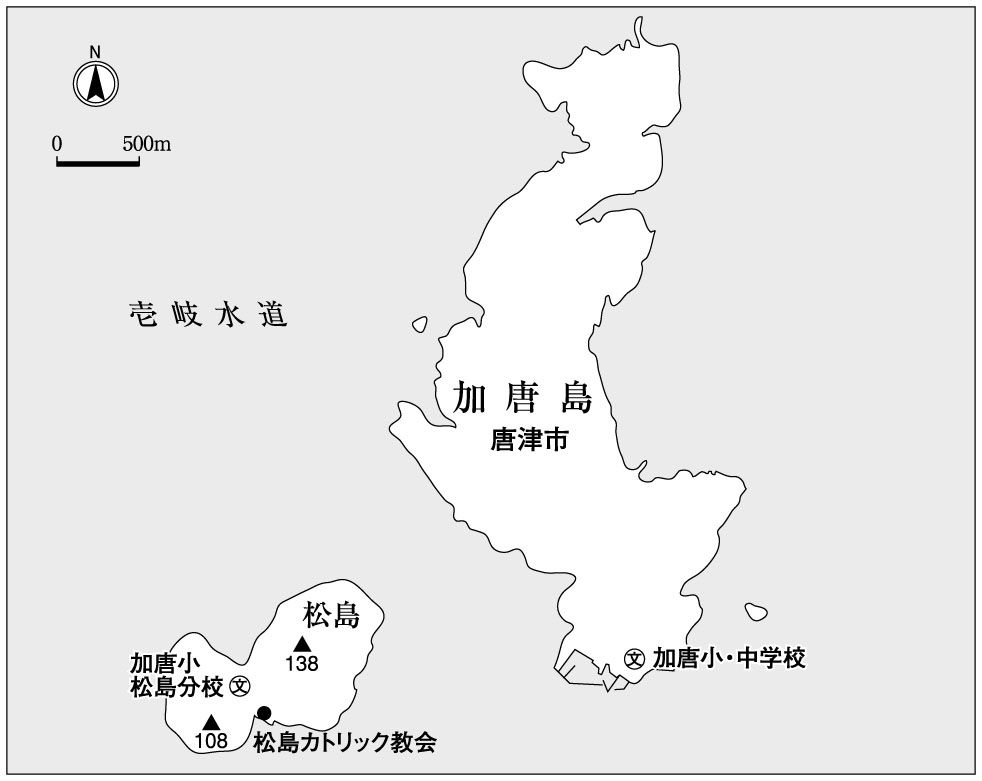 N
0 500m
壱岐水道
加唐島
唐津市
松島
138
加唐小
松島分校
文
108
松島カトリック教会
文
加唐小・中学校